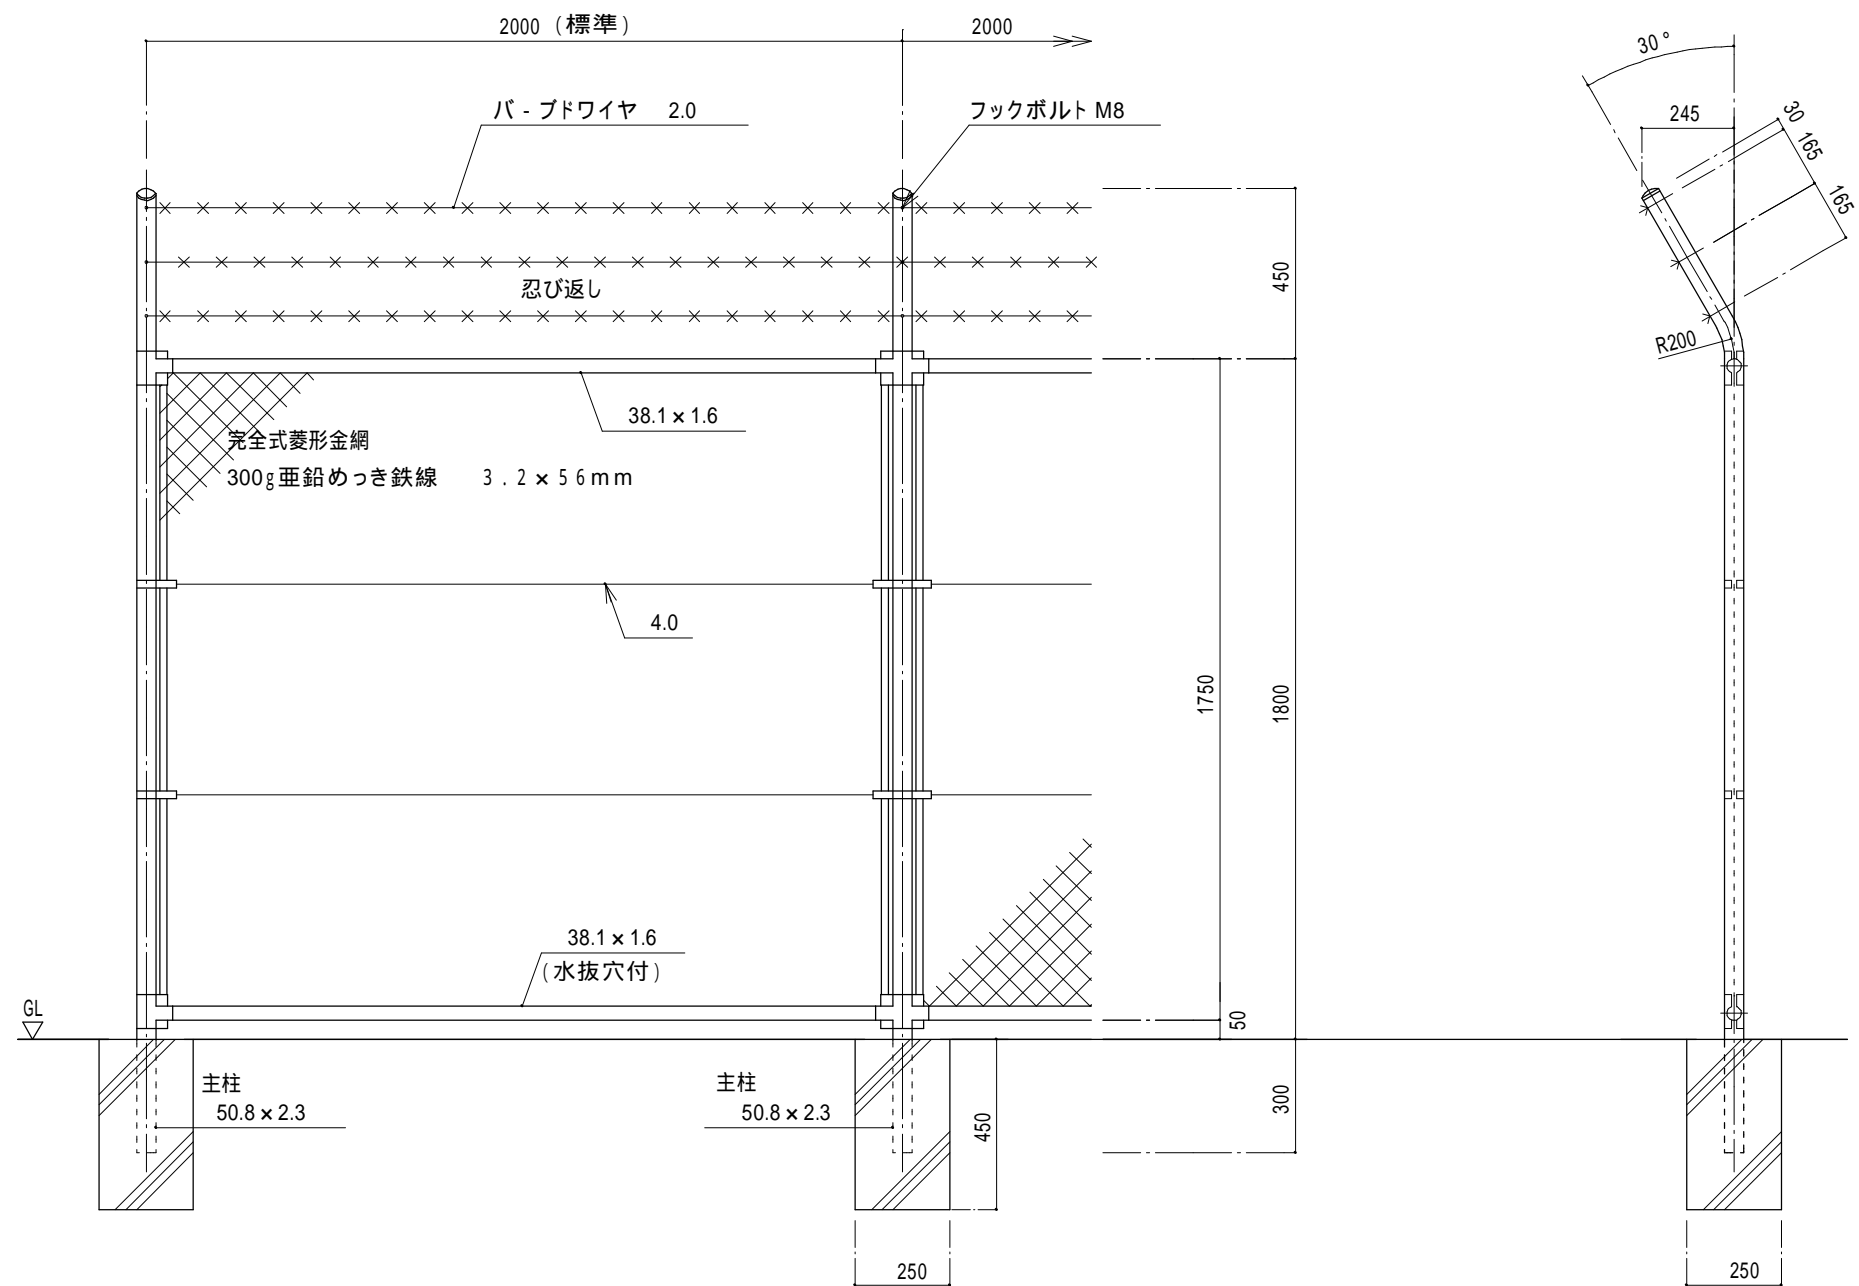 2000 (標準)
2000
30°
バ - ブドワイヤ 2.0
フックボルト M8
245
30
165
165
忍び返し
450
R200
38.1 × 1.6
完全式菱形金網
300g亜鉛めっき鉄線 3.2×56mm
4.0
1750
1800
38.1 × 1.6
(水抜穴付)
GL
50
主柱
50.8 × 2.3
主柱
50.8 × 2.3
450
300
250
250